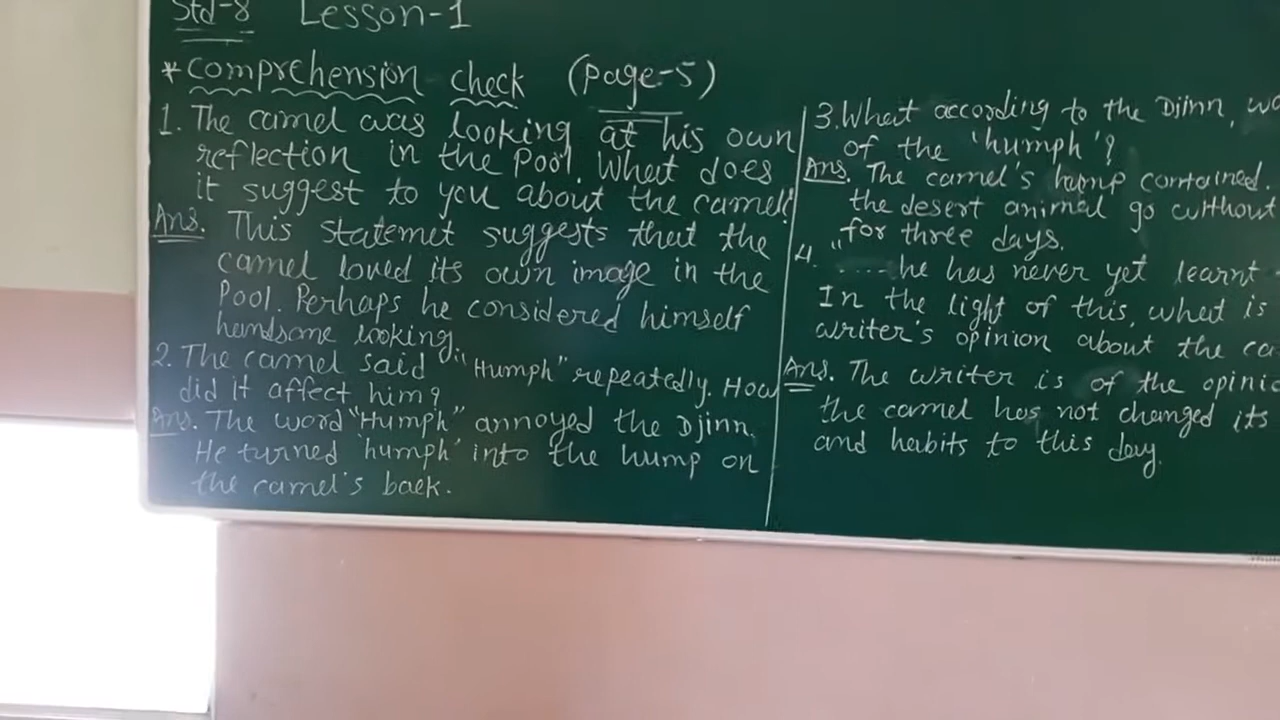 Std-8 Lesson-1
* Comprehension check (Page-5)
1. The camel was looking at his own
reflection in the Pool. What does
it suggest to you about the camel?
Ans. This statemet suggests that the
camel loved its own image in the
Pool. Perhaps he considered himself
handsome looking.
2. The camel said "Humph" repeatedly. How
did it affect him?
Ans. The word "Humph" annoyed the Djinn.
He turned 'humph' into the hump on
the camel's back.
3. What according to the Djinn,
of the 'humph'?
Ans. The camel's hump contained.
the desert animal go without
for three days.
4. "......he has never yet learnt
In the light of this, what is
writer's opinion about the
Ans. The writer is of the
the camel has not changed its
and habits to this day.